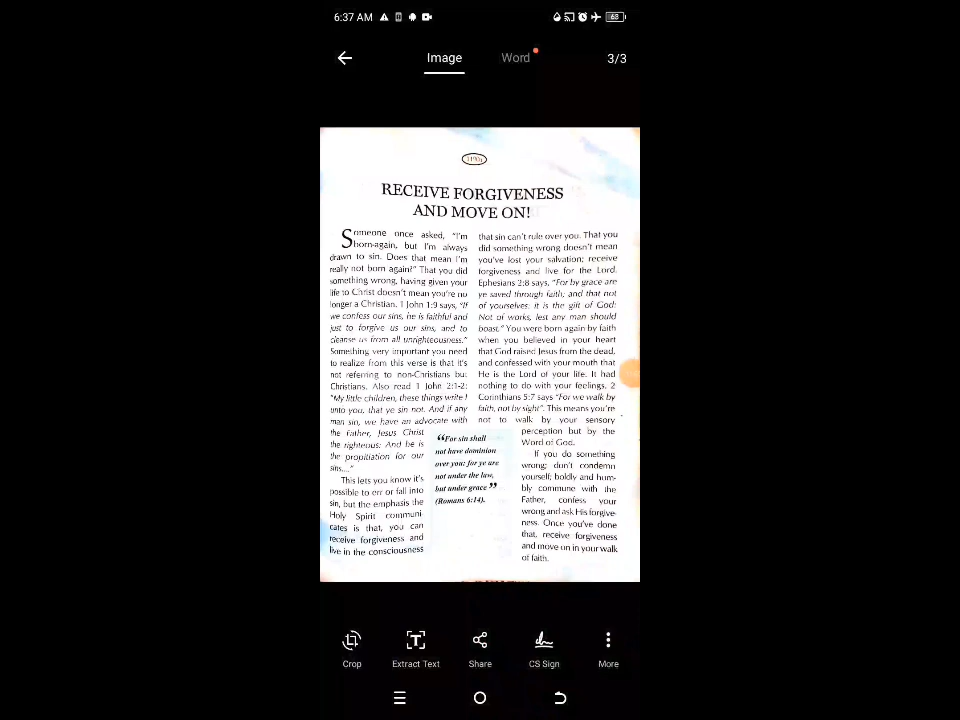 6:37 AM
63
Image
Word
3/3
RECEIVE FORGIVENESS
AND MOVE ON!
Someone once asked, "I'm
born-again, but I'm always
drawn to sin. Does that mean I'm
really not born again?" That you did
something wrong, having given your
life to Christ doesn't mean you're no
longer a Christian. 1 John 1:9 says, "If
we confess our sins, he is faithful and
just to forgive us our sins, and to
cleanse us from all unrighteousness."
Something very important you need
to realize from this verse is that it's
not referring to non-Christians but
Christians. Also read 1 John 2:1-2:
"My little children, these things write I
unto you, that ye sin not. And if any
man sin, we have an advocate with
the Father, Jesus Christ
the righteous: And he is
the propitiation for our
sins...."
This lets you know it's
possible to err or fall into
sin, but the emphasis the
Holy Spirit communi-
cates is that, you can
receive forgiveness and
live in the consciousness
"For sin shall
not have dominion
over you: for ye are
not under the law,
but under grace"
(Romans 6:14).
that sin can't rule over you. That you
did something wrong doesn't mean
you've lost your salvation; receive
forgiveness and live for the Lord.
Ephesians 2:8 says, "For by grace are
ye saved through faith; and that not
of yourselves: it is the gift of God:
Not of works, lest any man should
boast." You were born again by faith
when you believed in your heart
that God raised Jesus from the dead,
and confessed with your mouth that
He is the Lord of your life. It had
nothing to do with your feelings. 2
Corinthians 5:7 says "For we walk by
faith, not by sight". This means you're
not to walk by your sensory
perception but by the
Word of God.
If you do something
wrong; don't condemn
yourself; boldly and hum-
bly commune with the
Father, confess your
wrong and ask His forgive-
ness. Once you've done
that, receive forgiveness
and move on in your walk
of faith.
Crop
Extract Text
Share
CS Sign
More